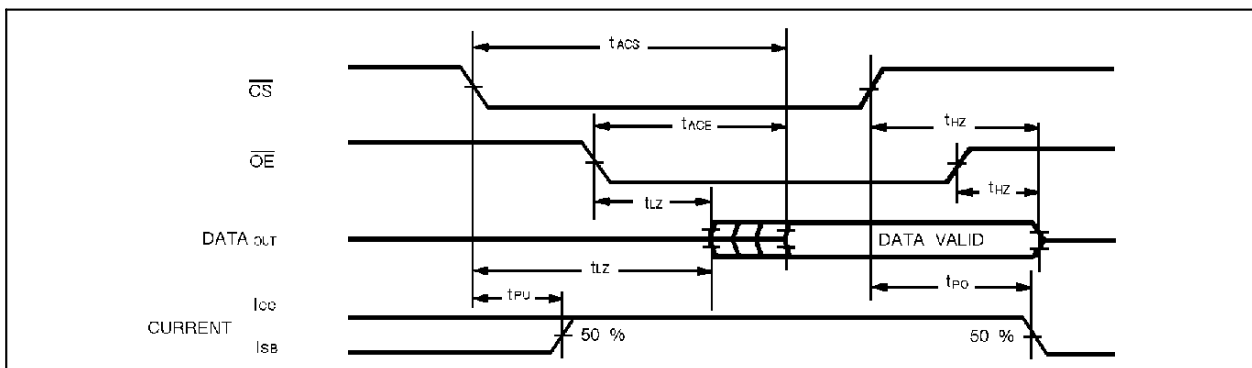 tACS
CS
tACE
tHZ
OE
tHZ
tLZ
DATA OUT
DATA VALID
tLZ
tPU
tPO
ICC
CURRENT
50 %
50 %
ISB